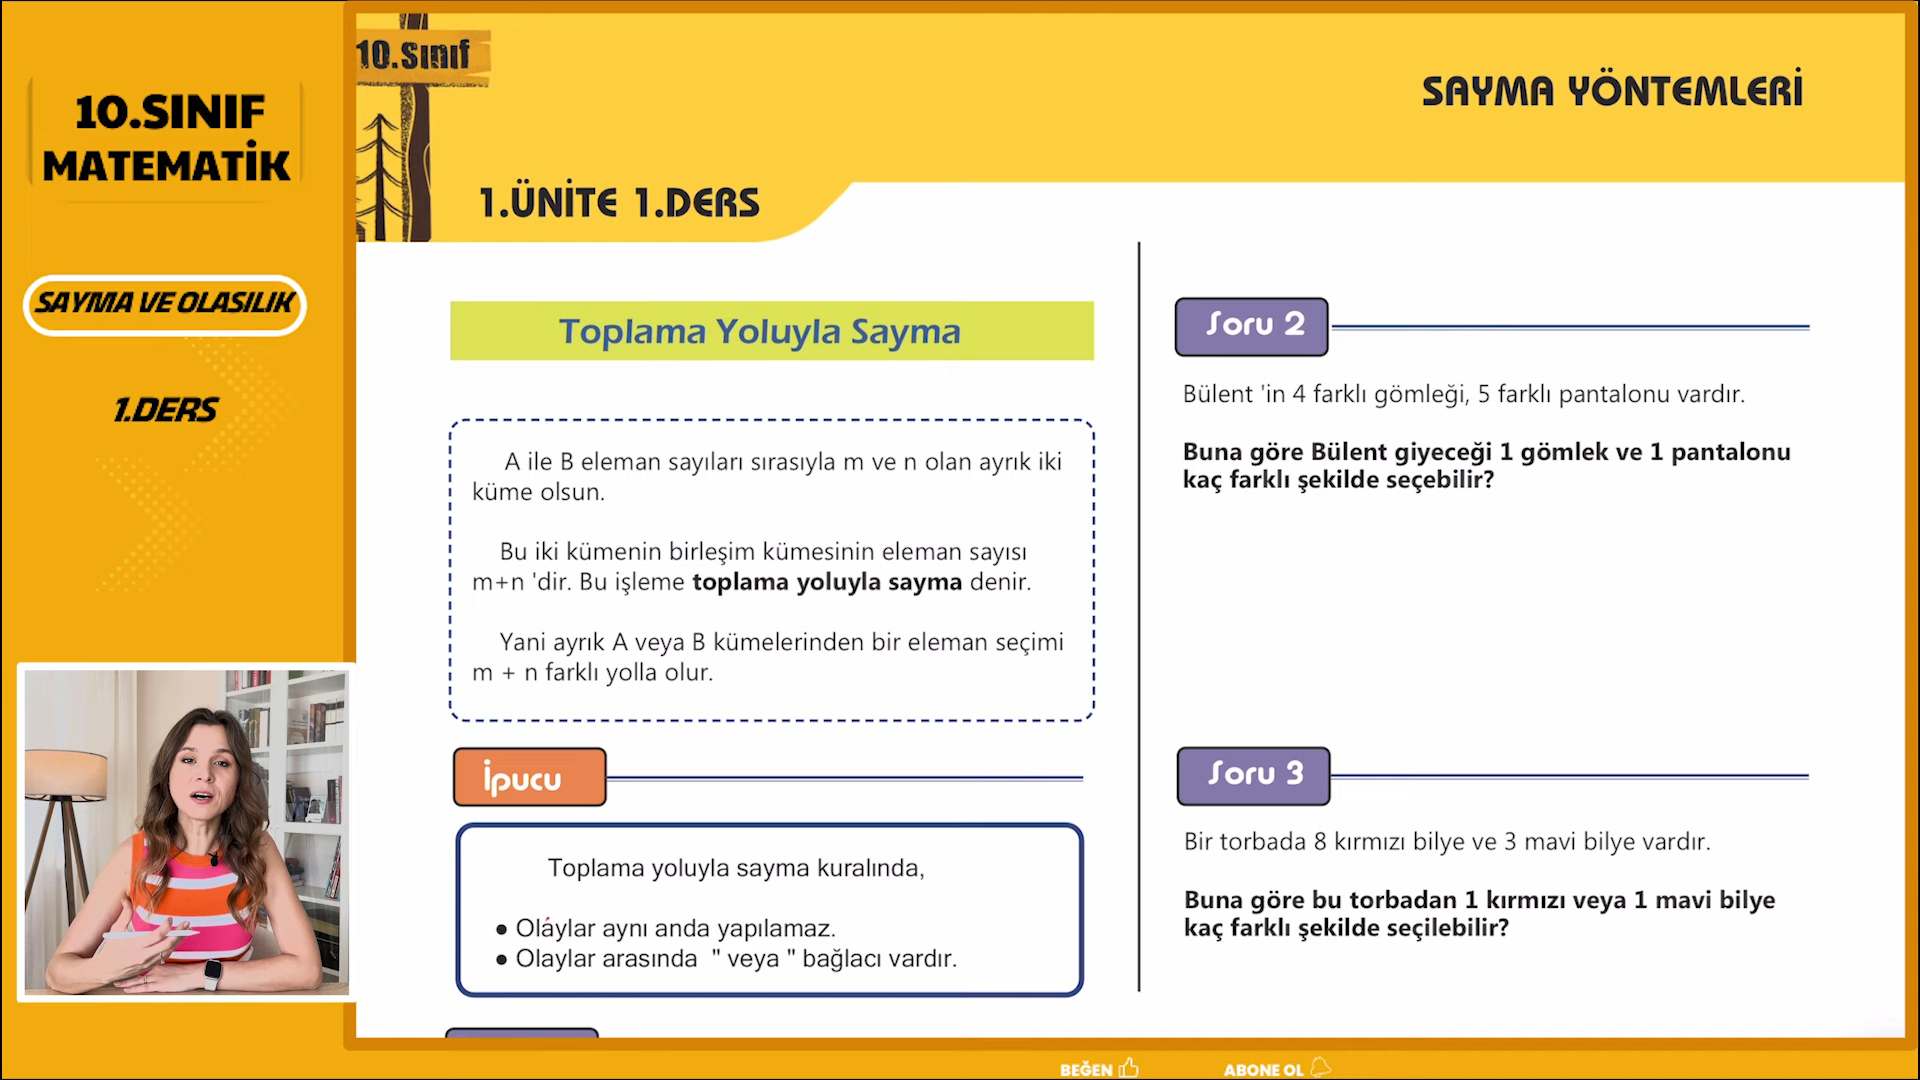 10.SINIF
MATEMATİK
SAYMA VE OLASILIK
1.DERS
10.Sınıf
SAYMA YÖNTEMLERİ
1.ÜNİTE 1.DERS
Toplama Yoluyla Sayma
A ile B eleman sayıları sırasıyla m ve n olan ayrık iki
küme olsun.
Bu iki kümenin birleşim kümesinin eleman sayısı
m+n 'dir. Bu işleme toplama yoluyla sayma denir.
Yani ayrık A veya B kümelerinden bir eleman seçimi
m + n farklı yolla olur.
İpucu
Toplama yoluyla sayma kuralında,
● Olaylar aynı anda yapılamaz.
● Olaylar arasında " veya " bağlacı vardır.
Soru 2
Bülent 'in 4 farklı gömleği, 5 farklı pantalonu vardır.
Buna göre Bülent giyeceği 1 gömlek ve 1 pantalonu
kaç farklı şekilde seçebilir?
Soru 3
Bir torbada 8 kırmızı bilye ve 3 mavi bilye vardır.
Buna göre bu torbadan 1 kırmızı veya 1 mavi bilye
kaç farklı şekilde seçilebilir?
BEĞEN
ABONE OL